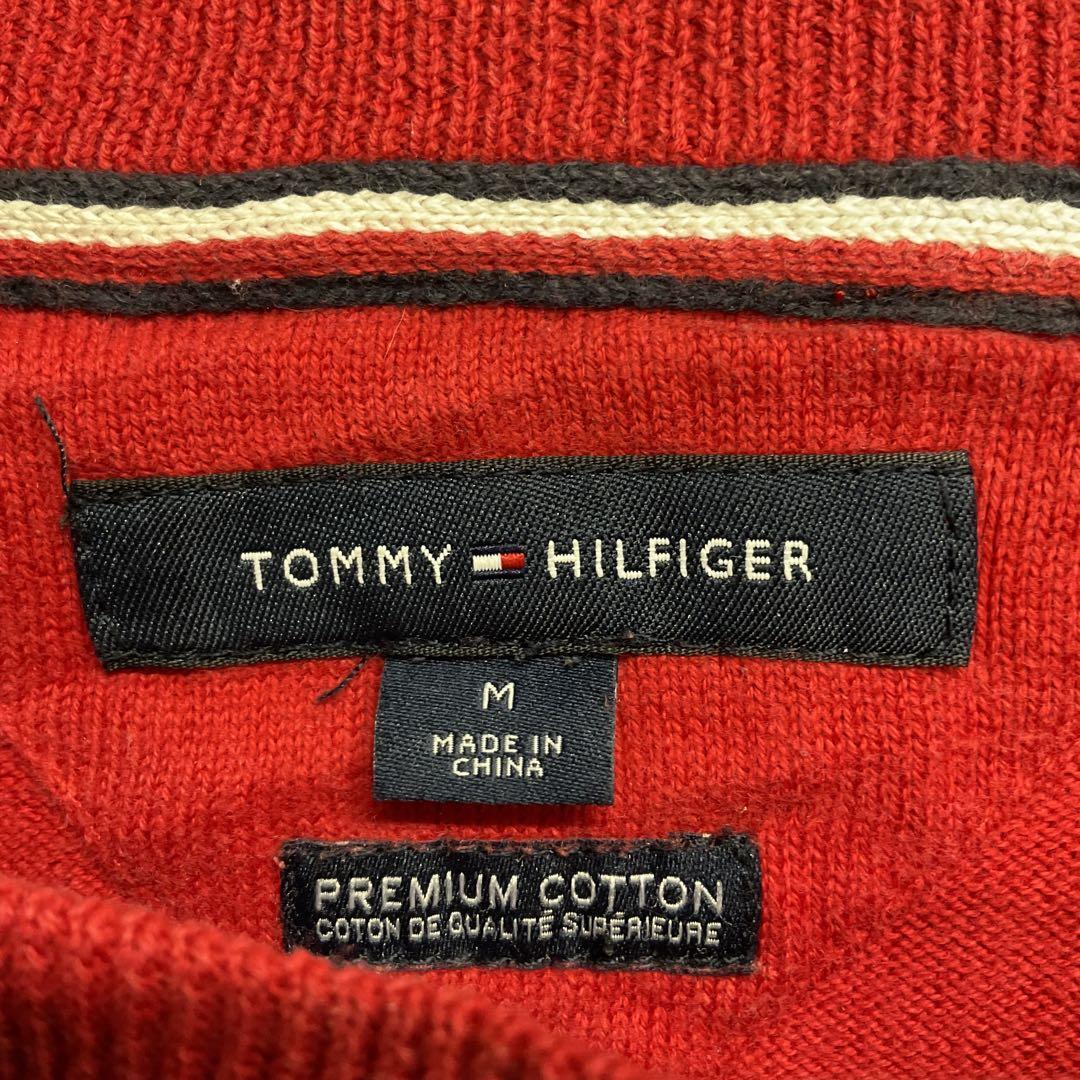 TOMMY HILFIGER
M
MADE IN
CHINA
PREMIUM COTTON
COTON DE QUALITÉ SUPÉRIEURE